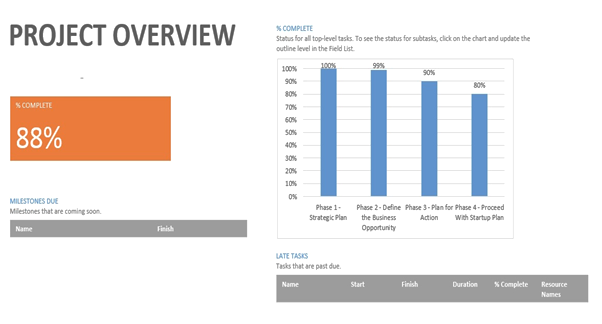 PROJECT OVERVIEW
% COMPLETE
88%
MILESTONES DUE
Milestones that are coming soon.
Name Finish
% COMPLETE
Status for all top-level tasks. To see the status for subtasks, click on the chart and update the
outline level in the Field List.
100%
90%
80%
70%
60%
50%
40%
30%
20%
10%
0%
100% 99% 90% 80%
Phase 1 - Phase 2 - Define Phase 3 - Plan for Phase 4 - Proceed
Strategic Plan the Business Action With Startup Plan
Opportunity
LATE TASKS
Tasks that are past due.
Name Start Finish Duration % Complete Resource
Names